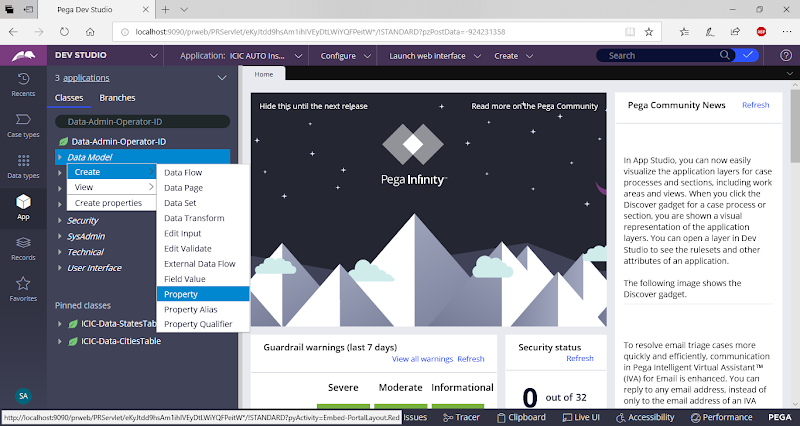 Pega Dev Studio
localhost:9090/prweb/PRServlet/eKyJtdd9hsAm1ihIVEyDtLWiYQFPeitW*/!STANDARD?pzPostData=-924231358
DEV STUDIO
Application: ICIC AUTO Ins...
Configure
Launch web interface
Create
Search
3 applications
Home
Classes
Branches
Recents
Case types
Data types
App
Records
Favorites
SA
Data-Admin-Operator-ID
Data-Admin-Operator-ID
Data Model
Create
View
Create properties
Data Flow
Data Page
Data Set
Data Transform
Edit Input
Edit Validate
External Data Flow
Field Value
Property
Property Alias
Property Qualifier
Security
SysAdmin
Technical
User Interface
Pinned classes
ICIC-Data-StatesTable
ICIC-Data-CitiesTable
Hide this until the next release
Read more on the Pega Community
Pega Infinity™
Guardrail warnings (last 7 days)
View all warnings Refresh
Severe
Moderate
Informational
Security status
Refresh
0 out of 32
Pega Community News
Refresh
In App Studio, you can now easily
visualize the application layers for case
processes and sections, including work
areas and views. When you click the
Discover gadget for a case process or
section, you are shown a visual
representation of the application
layers. You can open a layer in Dev
Studio to see the rulesets and other
attributes of an application.
The following image shows the
Discover gadget.
To resolve email triage cases more
quickly and efficiently, communication
in Pega Intelligent Virtual Assistant™
(IVA) for Email is enhanced. You can
reply to any email address, instead of
only to the email address of an IVA
http://localhost:9090/prweb/PRServlet/eKyJtdd9hsAm1ihIVEyDtLWiYQFPeitW*/!STANDARD?pyActivity=Embed-PortalLayout.Red
Issues
Tracer
Clipboard
Live UI
Accessibility
Performance
PEGA